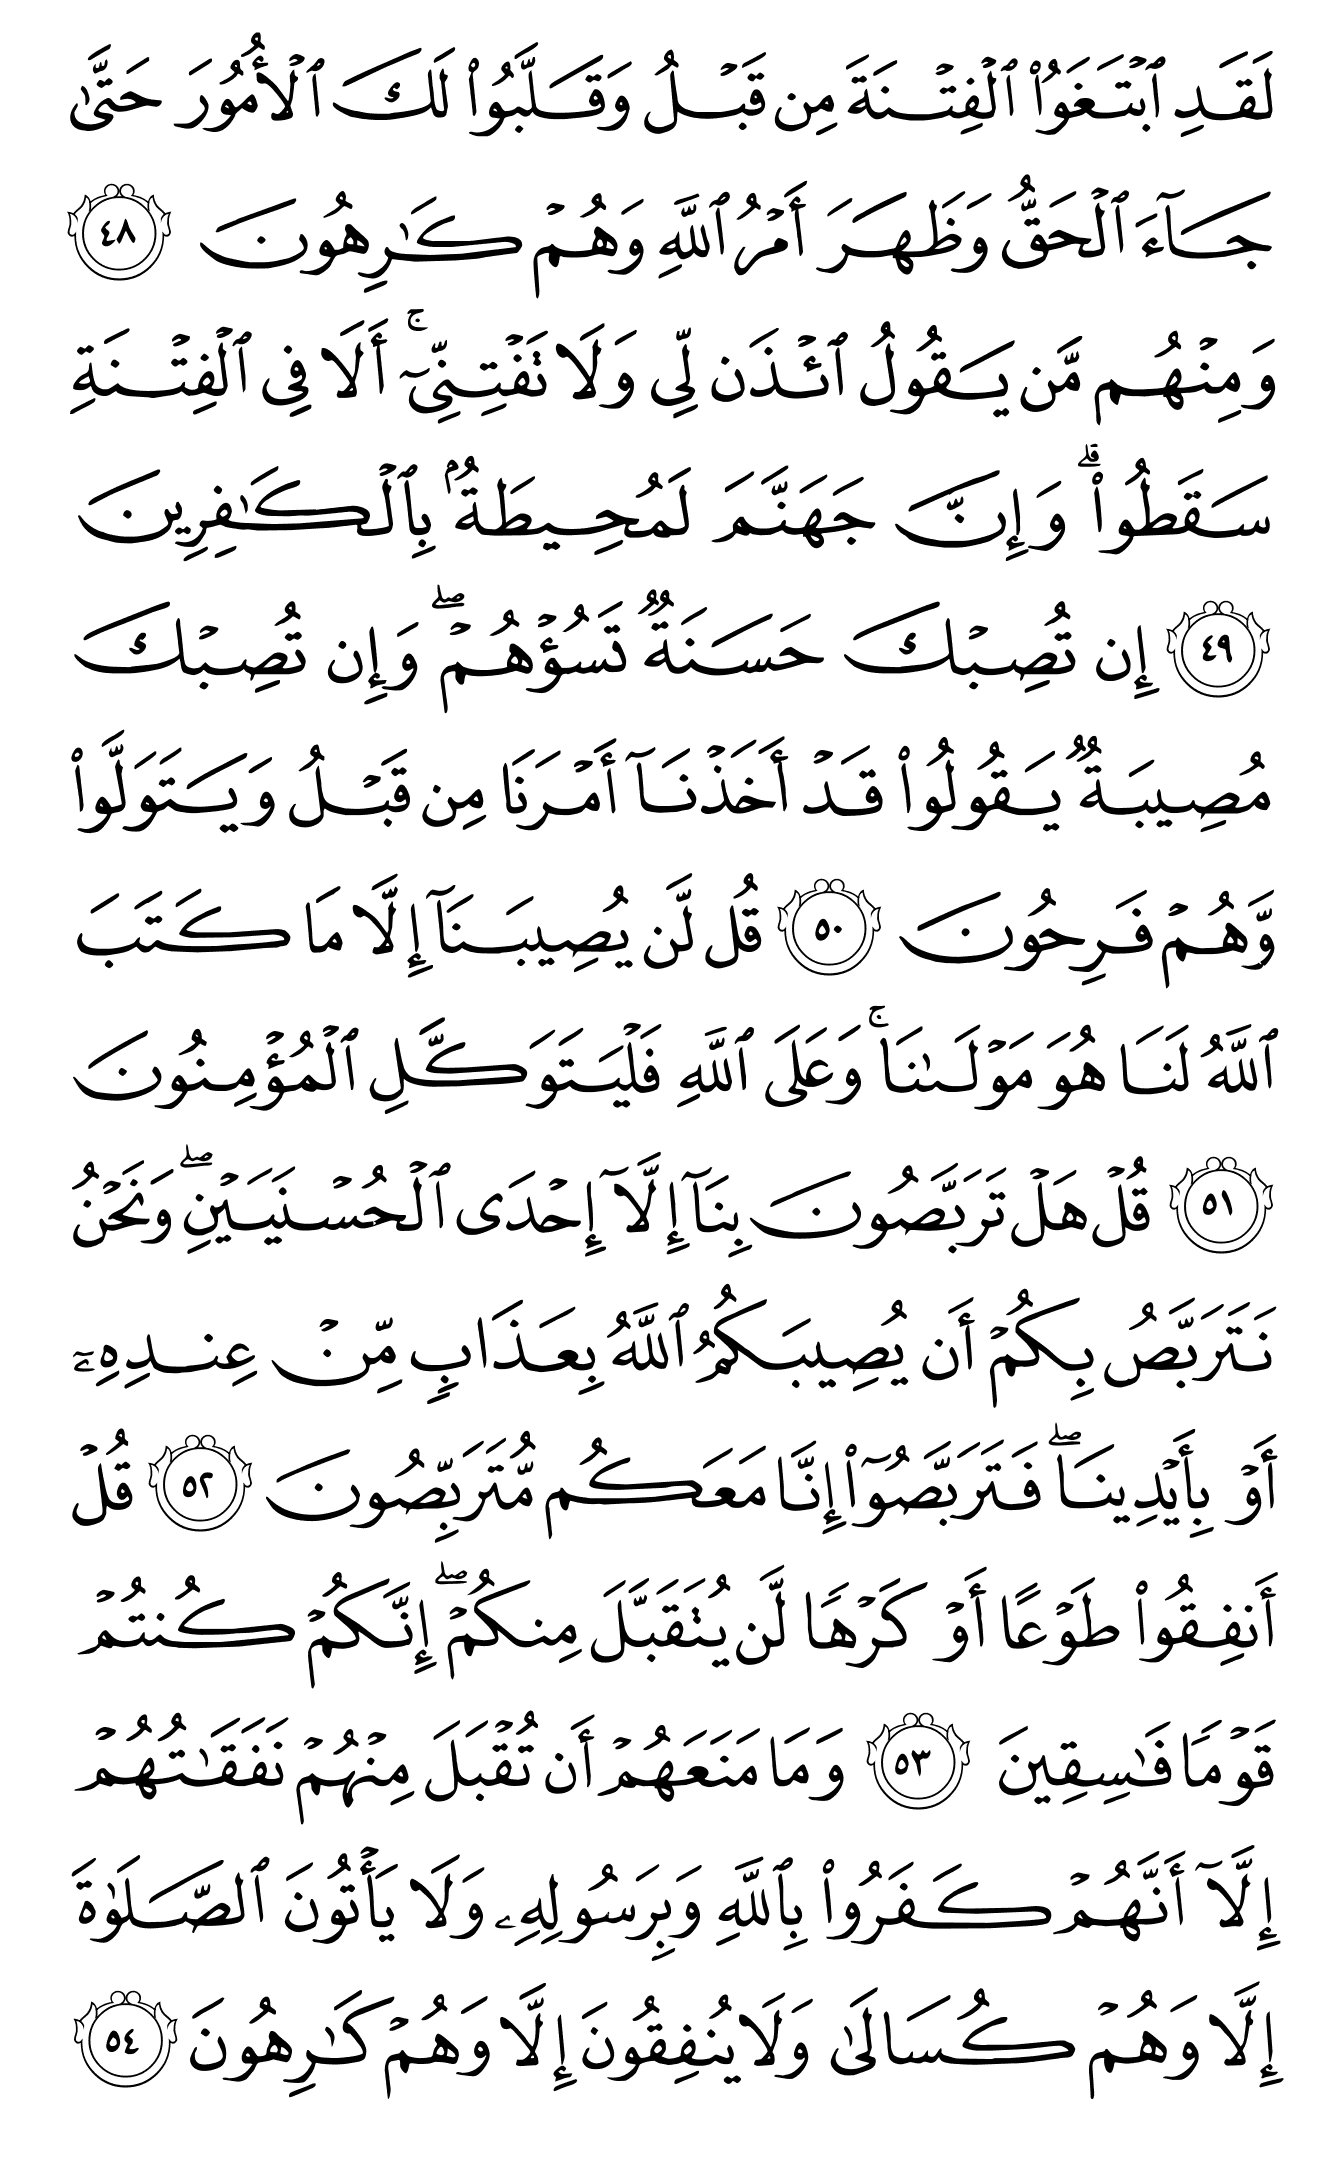 لَقَدِ ٱبْتَغَوُا۟ ٱلْفِتْنَةَ مِن قَبْلُ وَقَلَّبُوا۟ لَكَ ٱلْأُمُورَ حَتَّىٰ
جَآءَ ٱلْحَقُّ وَظَهَرَ أَمْرُ ٱللَّهِ وَهُمْ كَـٰرِهُونَ ٤٨
وَمِنْهُم مَّن يَقُولُ ٱئْذَن لِّى وَلَا تَفْتِنِّىٓ ۚ أَلَا فِى ٱلْفِتْنَةِ
سَقَطُوا۟ ۗ وَإِنَّ جَهَنَّمَ لَمُحِيطَةٌۢ بِٱلْكَـٰفِرِينَ
٤٩ إِن تُصِبْكَ حَسَنَةٌ تَسُؤْهُمْ ۖ وَإِن تُصِبْكَ
مُصِيبَةٌ يَقُولُوا۟ قَدْ أَخَذْنَآ أَمْرَنَا مِن قَبْلُ وَيَتَوَلَّوا۟
وَّهُمْ فَرِحُونَ ٥٠ قُل لَّن يُصِيبَنَآ إِلَّا مَا كَتَبَ
ٱللَّهُ لَنَا هُوَ مَوْلَىٰنَا ۚ وَعَلَى ٱللَّهِ فَلْيَتَوَكَّلِ ٱلْمُؤْمِنُونَ
٥١ قُلْ هَلْ تَرَبَّصُونَ بِنَآ إِلَّآ إِحْدَى ٱلْحُسْنَيَيْنِ ۖ وَنَحْنُ
نَتَرَبَّصُ بِكُمْ أَن يُصِيبَكُمُ ٱللَّهُ بِعَذَابٍ مِّنْ عِندِهِۦٓ
أَوْ بِأَيْدِينَا ۖ فَتَرَبَّصُوٓا۟ إِنَّا مَعَكُم مُّتَرَبِّصُونَ ٥٢ قُلْ
أَنفِقُوا۟ طَوْعًا أَوْ كَرْهًا لَّن يُتَقَبَّلَ مِنكُمْ ۖ إِنَّكُمْ كُنتُمْ
قَوْمًا فَـٰسِقِينَ ٥٣ وَمَا مَنَعَهُمْ أَن تُقْبَلَ مِنْهُمْ نَفَقَـٰتُهُمْ
إِلَّآ أَنَّهُمْ كَفَرُوا۟ بِٱللَّهِ وَبِرَسُولِهِۦ وَلَا يَأْتُونَ ٱلصَّلَوٰةَ
إِلَّا وَهُمْ كُسَالَىٰ وَلَا يُنفِقُونَ إِلَّا وَهُمْ كَـٰرِهُونَ ٥٤